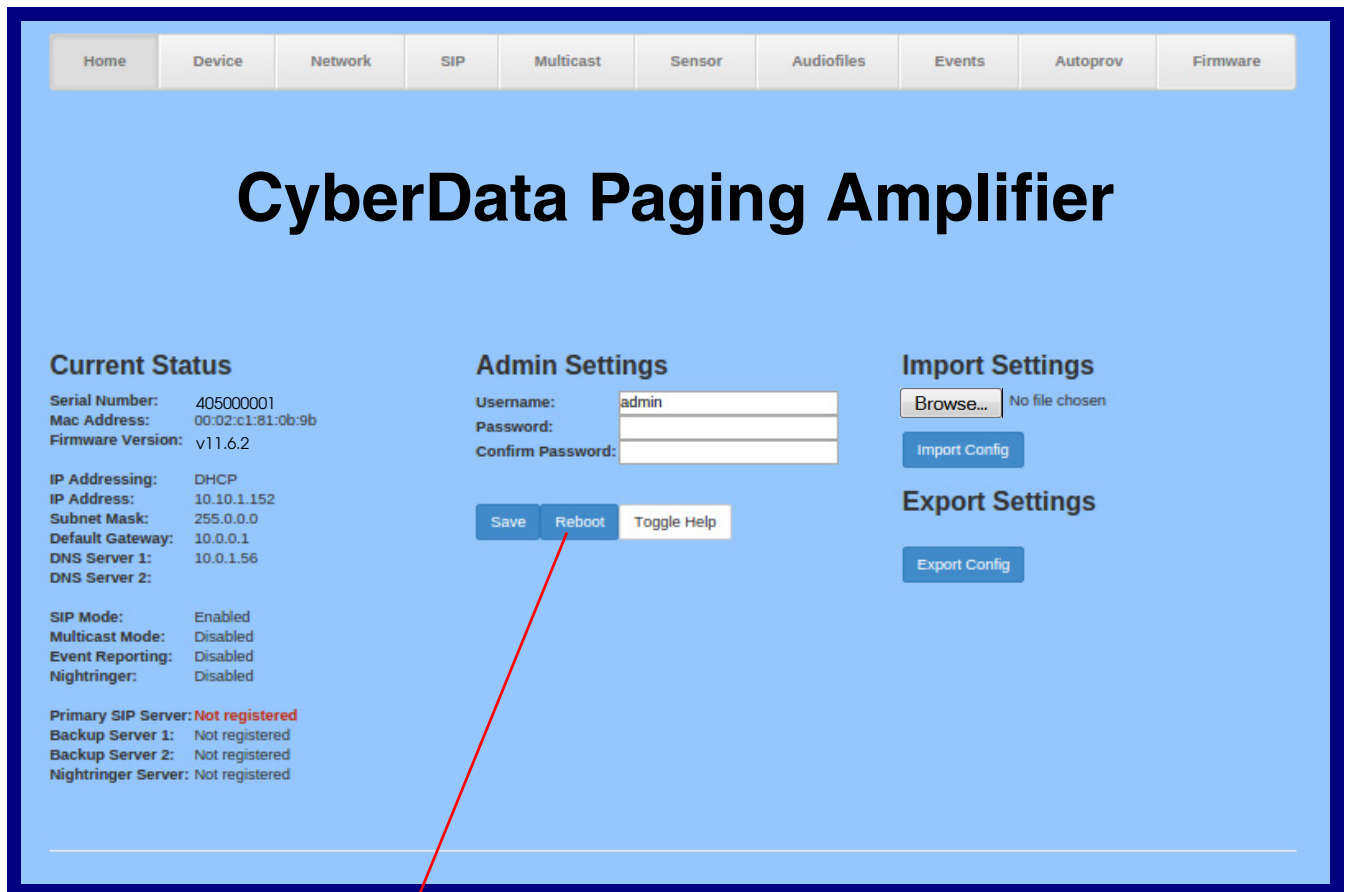 Home Device Network SIP Multicast Sensor Audiofiles Events Autoprov Firmware
CyberData Paging Amplifier
Current Status
Serial Number: 405000001
Mac Address: 00:02:c1:81:0b:9b
Firmware Version: v11.6.2
IP Addressing: DHCP
IP Address: 10.10.1.152
Subnet Mask: 255.0.0.0
Default Gateway: 10.0.0.1
DNS Server 1: 10.0.1.56
DNS Server 2:
SIP Mode: Enabled
Multicast Mode: Disabled
Event Reporting: Disabled
Nightringer: Disabled
Primary SIP Server: Not registered
Backup Server 1: Not registered
Backup Server 2: Not registered
Nightringer Server: Not registered
Admin Settings
Username: admin
Password:
Confirm Password:
Save Reboot Toggle Help
Import Settings
Browse... No file chosen
Import Config
Export Settings
Export Config